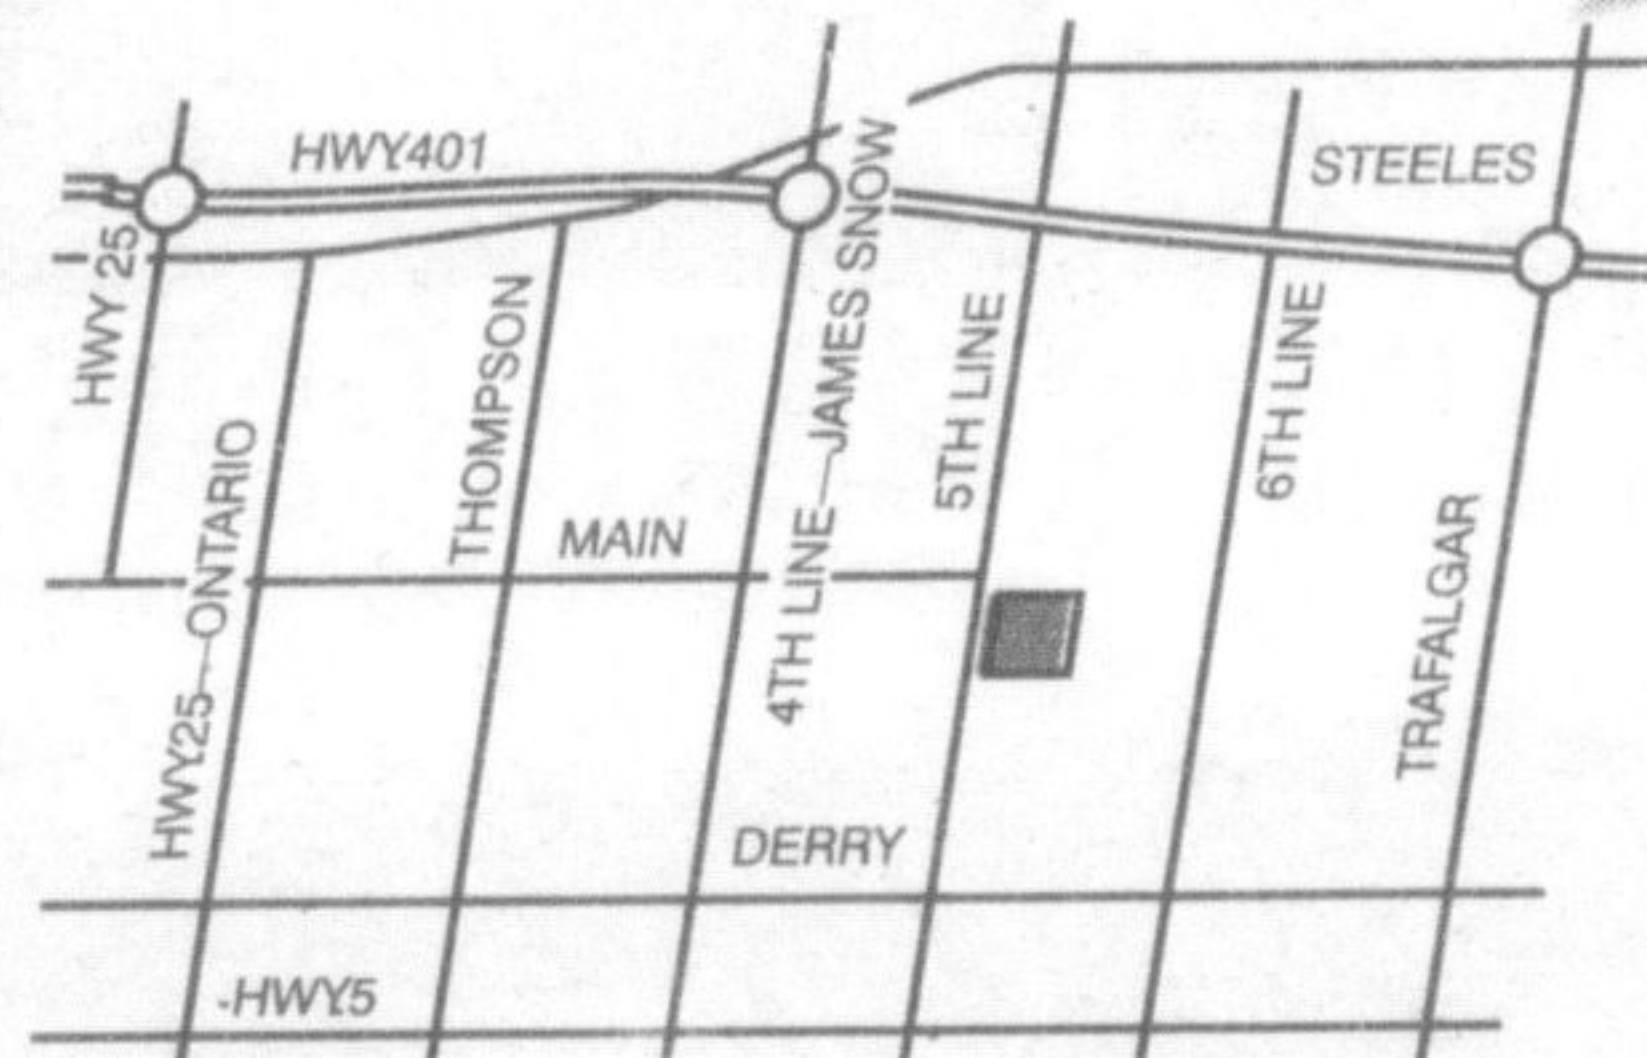 HWY401
STEELES
HWY 25
HWY25—ONTARIO
THOMPSON
MAIN
4TH LINE—JAMES SNOW
5TH LINE
6TH LINE
TRAFALGAR
DERRY
-HWY5